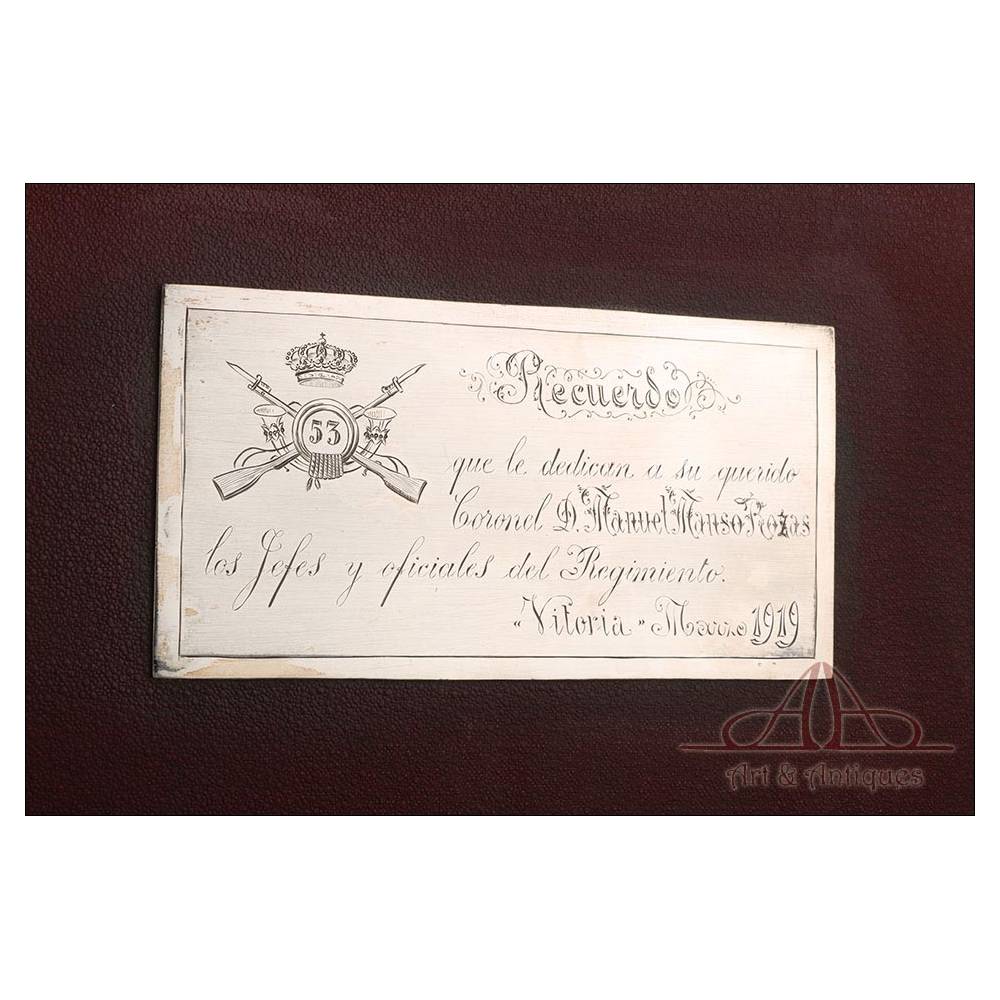 53
Recuerdo
que le dedican a su querido
Coronel D. Manuel Manso Rozas
los Jefes y oficiales del Regimiento.
"Vitoria" Marzo 1919
Art & Antiques